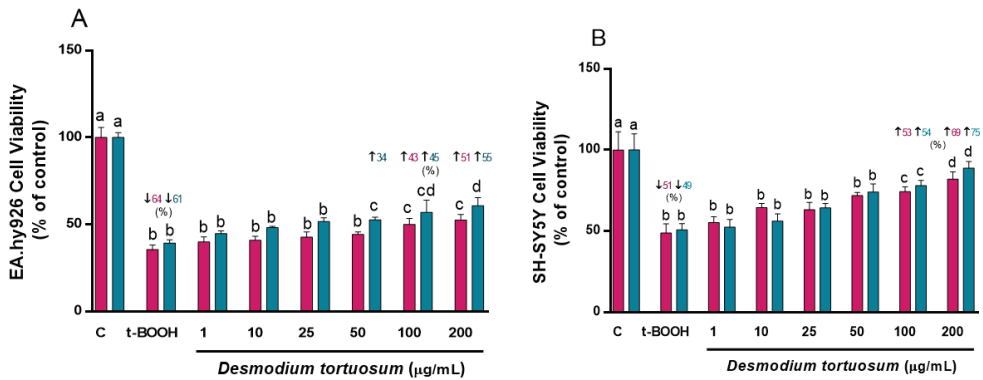 A
EA.hy926 Cell Viability
(% of control)
150
100
50
0
a a
↓64 ↓61
(%)
b b
b b
b b
b b
↑34
b c
↑43 ↑45
(%)
c cd
↑51 ↑55
c d
C t-BOOH 1 10 25 50 100 200
Desmodium tortuosum (μg/mL)
B
SH-SY5Y Cell Viability
(% of control)
150
100
50
0
a a
↓51 ↓49
(%)
b b
b b
b b
b b
b b
↑53 ↑54 ↑69 ↑75
(%)
c c
d d
C t-BOOH 1 10 25 50 100 200
Desmodium tortuosum (μg/mL)